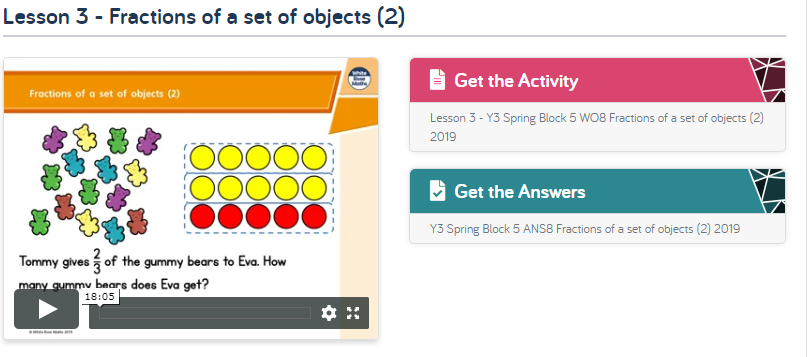 Lesson 3 - Fractions of a set of objects (2)
Fractions of a set of objects (2)
White
Rose
Maths
Tommy gives 2/3 of the gummy bears to Eva. How
many gummy bears does Eva get?
18:05
© White Rose Maths 2019
Get the Activity
Lesson 3 - Y3 Spring Block 5 WO8 Fractions of a set of objects (2)
2019
Get the Answers
Y3 Spring Block 5 ANS8 Fractions of a set of objects (2) 2019